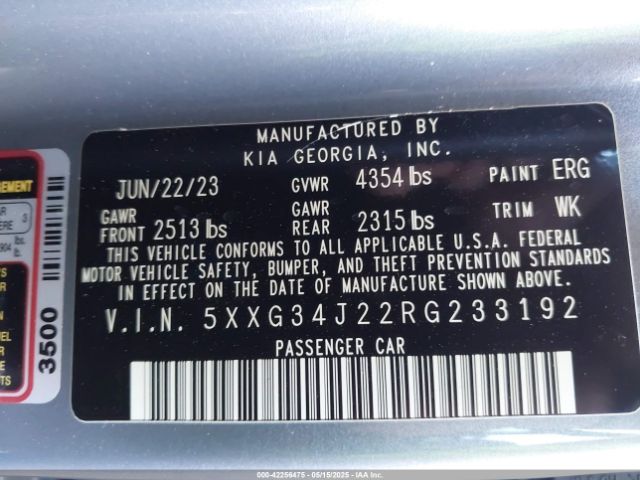 MANUFACTURED BY
KIA GEORGIA, INC.
JUN/22/23 GVWR 4354 lbs PAINT ERG
GAWR FRONT 2513 lbs GAWR REAR 2315 lbs TRIM WK
THIS VEHICLE CONFORMS TO ALL APPLICABLE U.S.A. FEDERAL
MOTOR VEHICLE SAFETY, BUMPER, AND THEFT PREVENTION STANDARDS
IN EFFECT ON THE DATE OF MANUFACTURE SHOWN ABOVE.
V.I.N. 5XXG34J22RG233192
PASSENGER CAR
3500
000-42256475 - 05/15/2025 - IAA Inc.